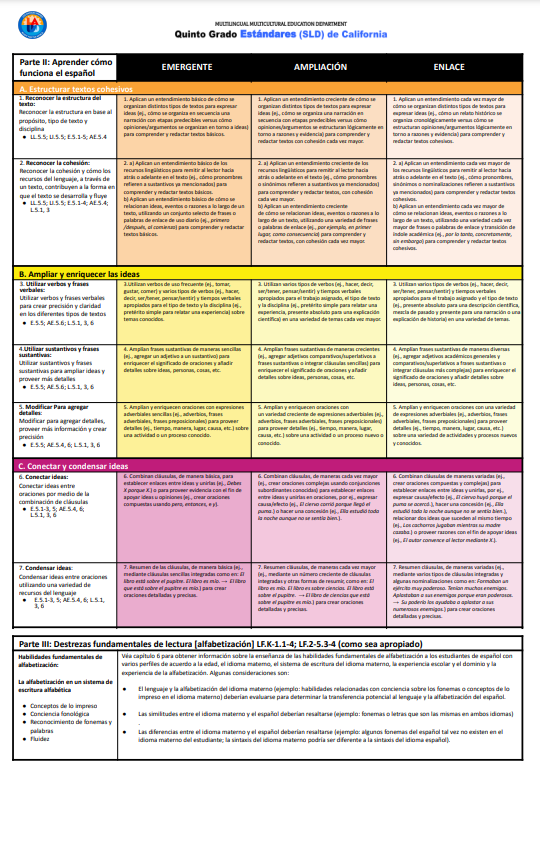 MULTILINGUAL MULTICULTURAL EDUCATION DEPARTMENT
Quinto Grado Estándares (SLD) de California
Parte II: Aprender cómo
funciona el español
EMERGENTE
AMPLIACIÓN
ENLACE
A. Estructurar textos cohesivos
1. Reconocer la estructura del
texto:
Reconocer la estructura en base al
propósito, tipo de texto y
disciplina
● LL.5.5; LI.5.5; E.5.1-5; AE.5.4
1. Aplican un entendimiento básico de cómo se
organizan distintos tipos de textos para expresar
ideas (ej., cómo se organiza en secuencia una
narración con etapas predecibles versus cómo
opiniones/argumentos se organizan en torno a ideas)
para comprender y redactar textos básicos.
1. Aplican un entendimiento creciente de cómo se
organizan distintos tipos de textos para expresar
ideas (ej., cómo se organiza una narración en
secuencia con etapas predecibles versus cómo
opiniones/argumentos se estructuran lógicamente en
torno a razones y evidencia) para comprender y
redactar textos con cohesión cada vez mayor.
1. Aplican un entendimiento cada vez mayor de
cómo se organizan distintos tipos de textos para
expresar ideas (ej., cómo un relato histórico se
organiza cronológicamente versus cómo se
estructuran opiniones/argumentos lógicamente en
torno a razones y evidencia) para comprender y
redactar textos cohesivos.
2. Reconocer la cohesión:
Reconocer la cohesión y cómo los
recursos del lenguaje, a través de
un texto, contribuyen a la forma en
que el texto se desarrolla y fluye
● LL.5.5; LI.5.5; E.5.1-4; AE.5.4;
L.5.1, 3
2. a) Aplican un entendimiento básico de los
recursos lingüísticos para remitir al lector hacia
atrás o adelante en el texto (ej., cómo pronombres
refieren a sustantivos ya mencionados) para
comprender y redactar textos básicos.
b) Aplican un entendimiento básico de cómo se
relacionan ideas, eventos o razones a lo largo de un
texto, utilizando un conjunto selecto de frases o
palabras de enlace de uso diario (ej., primero
/después, al comienzo) para comprender y redactar
textos básicos.
2. a) Aplican un entendimiento creciente de los
recursos lingüísticos para remitir al lector hacia
atrás o adelante en el texto (ej., cómo pronombres
o sinónimos refieren a sustantivos ya mencionados)
para comprender y redactar textos con cohesión
cada vez mayor.
b) Aplican un entendimiento creciente
de cómo se relacionan ideas, eventos o razones a lo
largo de un texto, utilizando una variedad de frases
o palabras de enlace (ej., por ejemplo, en primer
lugar, como consecuencia) para comprender y
redactar textos, con cohesión cada vez mayor
2. a) Aplican un entendimiento cada vez mayor de
los recursos lingüísticos para remitir al lector hacia
atrás o adelante en el texto (ej., cómo pronombres,
sinónimos o nominalizaciones refieren a sustantivos
ya mencionados) para comprender y redactar textos
cohesivos.
b) Aplican un entendimiento cada vez mayor de
cómo se relacionan ideas, eventos o razones a lo
largo de un texto, utilizando una variedad cada vez
mayor de frases o palabras de enlace y transición de
índole académica (ej., por lo tanto, concretamente,
sin embargo) para comprender y redactar textos
cohesivos.
B. Ampliar y enriquecer las ideas
3. Utilizar verbos y frases
verbales:
Utilizar verbos y frases verbales
para crear precisión y claridad
en los diferentes tipos de textos
● E.5.5; AE.5.6; L.5.1, 3, 6
3.Utilizan verbos de uso frecuente (ej., tomar,
gustar, comer) y varios tipos de verbos (ej., hacer,
decir, ser/tener, pensar/sentir) y tiempos verbales
apropiados para el tipo de texto y la disciplina (ej.,
pretérito simple para relatar una experiencia) sobre
temas conocidos.
3. Utilizan varios tipos de verbos (ej., hacer, decir,
ser/tener, pensar/sentir) y tiempos verbales
apropiados para el trabajo asignado, el tipo de texto
y la disciplina (ej., pretérito simple para relatar una
experiencia, presente absoluto para una explicación
científica) en una variedad de temas cada vez mayor.
3. Utilizan varios tipos de verbos (ej., hacer, decir,
ser/tener, pensar/sentir) y tiempos verbales
apropiados para el trabajo asignado y el tipo de texto
(ej., presente absoluto para una descripción científica,
mezcla de pasado y presente para una narración o una
explicación de historia) en una variedad de temas.
4.Utilizar sustantivos y frases
sustantivas:
Utilizar sustantivos y frases
sustantivas para ampliar ideas y
proveer más detalles
● E.5.5; AE.5.6; L.5.1, 3, 6
4. Amplían frases sustantivas de maneras sencillas
(ej., agregar un adjetivo a un sustantivo) para
enriquecer el significado de oraciones y añadir
detalles sobre ideas, personas, cosas, etc.
4. Amplían frases sustantivas de maneras crecientes
(ej., agregar adjetivos comparativos/superlativos a
frases sustantivas o integrar cláusulas sencillas) para
enriquecer el significado de oraciones y añadir
detalles sobre ideas, personas, cosas, etc.
4. Amplían frases sustantivas de maneras diversas
(ej., agregar adjetivos académicos generales y
comparativos/superlativos a frases sustantivas o
integrar cláusulas más complejas) para enriquecer el
significado de oraciones y añadir detalles sobre
ideas, personas, cosas, etc.
5. Modificar Para agregar
detalles:
Modificar Para agregar detalles,
proveer más información y crear
precisión
● E.5.5; AE.5.4, 6; L.5.1, 3, 6
5. Amplían y enriquecen oraciones con expresiones
adverbiales sencillas (ej., adverbios, frases
adverbiales, frases preposicionales) para proveer
detalles (ej., tiempo, manera, lugar, causa, etc.) sobre
una actividad o un proceso conocido.
5. Amplían y enriquecen oraciones con
un variedad creciente de expresiones adverbiales
(ej., adverbios, frases adverbiales, frases preposicionales)
para proveer detalles (ej., tiempo, manera, lugar,
causa, etc.) sobre una actividad o un proceso nuevo o
conocido.
5. Amplían y enriquecen oraciones con una variedad
de expresiones adverbiales (ej., adverbios, frases
adverbiales, frases preposicionales) para proveer
detalles (ej., tiempo, manera, lugar, causa, etc.)
sobre una variedad de actividades y procesos nuevos
y conocidos.
C. Conectar y condensar ideas
6. Conectar ideas:
Conectar ideas entre
oraciones por medio de la
combinación de cláusulas
● E.5.1-3, 5; AE.5.4, 6;
L.5.1, 3, 6
6. Combinan cláusulas, de manera básica, para
establecer enlaces entre ideas y unirlas (ej., Debes
X porque X.) o para proveer evidencia con el fin de
apoyar ideas u opiniones (ej., crear oraciones
compuestas usando pero, entonces, e y).
6. Combinan cláusulas, de maneras cada vez mayor
(ej., crear oraciones complejas usando conjunciones
subordinantes conocidas) para establecer enlaces
entre ideas y unirlas en oraciones, por ej., expresar
causa/efecto (ej., El ciervo corrió porque llegó el
puma.) o hacer una concesión (ej., Ella estudió toda
la noche aunque no se sentía bien.).
6. Combinan cláusulas, de maneras variadas (ej.,
crear oraciones compuestas y complejas) para
establecer enlaces entre ideas y unirlas, por ej.,
expresar causa/efecto (ej., El ciervo huyó porque el
puma se acercó.), hacer una concesión (ej., Ella
estudió toda la noche aunque no se sentía bien.),
relacionar dos ideas que suceden al mismo tiempo
(ej., Los cachorros jugaban mientras su madre
cazaba.) o proveer razones con el fin de apoyar ideas
(ej., El autor convence al lector mediante X.).
7. Condensar ideas:
Condensar ideas entre oraciones
utilizando una variedad de
recursos del lenguaje
● E.5.1-3, 5; AE.5.4, 6; L.5.1,
3, 6
7. Resumen de las cláusulas, de manera básica (ej.,
mediante cláusulas sencillas integradas como en: El
libro está sobre el pupitre. El libro es mío. → El libro
que está sobre el pupitre es mío.) para crear
oraciones detalladas y precisas.
7. Resumen cláusulas, de maneras cada vez mayor
(ej., mediante un número creciente de cláusulas
integradas y otras formas de resumir, como en: El
libro es mío. El libro es sobre ciencias. El libro está
sobre el pupitre. → El libro de ciencias que está
sobre el pupitre es mío.) para crear oraciones
detalladas y precisas.
7. Resumen cláusulas, de maneras variadas (ej.,
mediante varios tipos de cláusulas integradas y
algunas nominalizaciones como en: Formaban un
ejército muy poderoso. Tenían muchos enemigos.
Aplastaban a sus enemigos porque eran poderosos.
→ Su poderío los ayudaba a aplastar a sus
numerosos enemigos.) para crear oraciones
detalladas y precisas.
Parte III: Destrezas fundamentales de lectura [alfabetización] LF.K-1.1-4; LF.2-5.3-4 (como sea apropiado)
Habilidades fundamentales de
alfabetización:
La alfabetización en un sistema de
escritura alfabética
● Conceptos de lo impreso
● Conciencia fonológica
● Reconocimiento de fonemas y
palabras
● Fluidez
Véa capítulo 6 para obtener información sobre la enseñanza de las habilidades fundamentales de alfabetización a los estudiantes de español con
varios perfiles de acuerdo a la edad, el idioma materno, el sistema de escritura del idioma materno, la experiencia escolar y el dominio y la
experiencia de la alfabetización. Algunas consideraciones son:
● El lenguaje y la alfabetización del idioma materno (ejemplo: habilidades relacionadas con conciencia sobre los fonemas o conceptos de lo
impreso en el idioma materno) deberían evaluarse para determinar la transferencia potencial al lenguaje y la alfabetización del español.
● Las similitudes entre el idioma materno y el español deberían resaltarse (ejemplo: fonemas o letras que son las mismas en ambos idiomas)
.
● Las diferencias entre el idioma materno y el español deberían resaltarse (ejemplo: algunos fonemas del español tal vez no existen en el
idioma materno del estudiante; la sintaxis del idioma materno podría ser diferente a la sintaxis del idioma español).